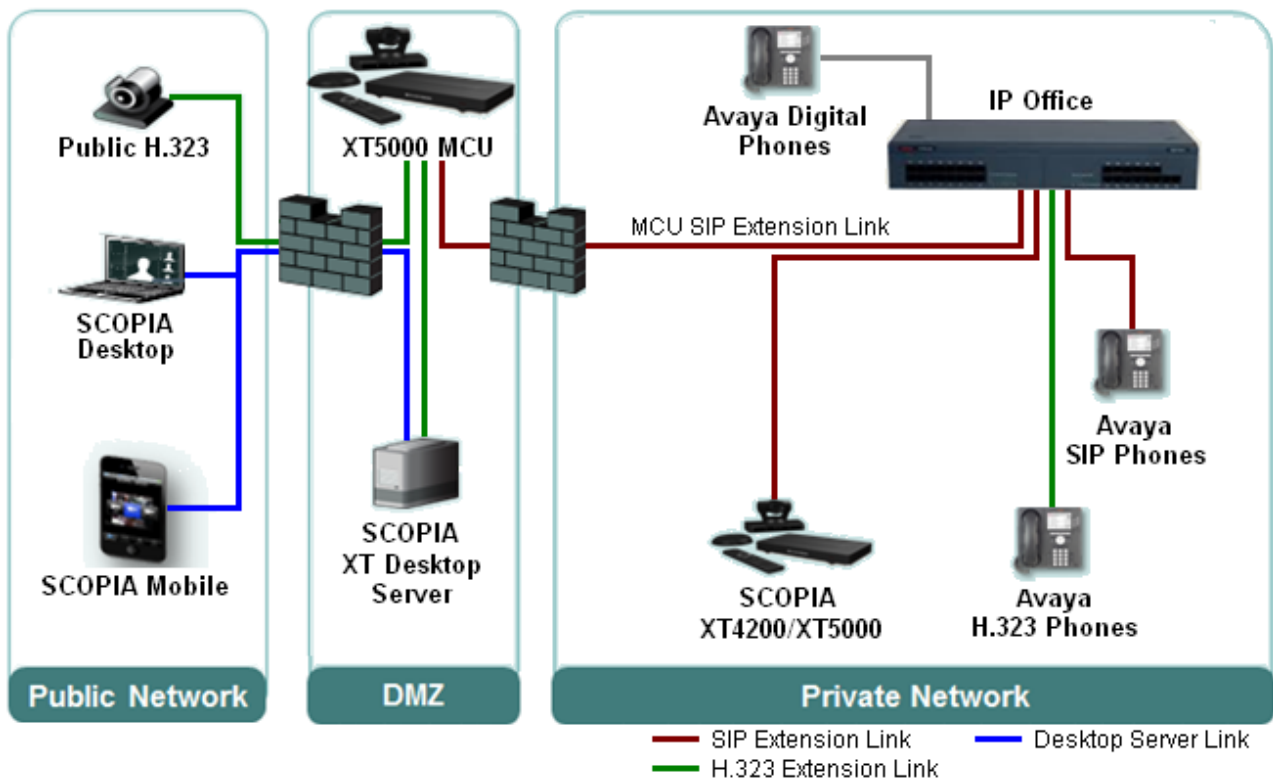 Public H.323
SCOPIA
Desktop
SCOPIA Mobile
Public Network
XT5000 MCU
SCOPIA
XT Desktop
Server
DMZ
Avaya Digital
Phones
IP Office
MCU SIP Extension Link
Avaya
SIP Phones
SCOPIA
XT4200/XT5000
Avaya
H.323 Phones
Private Network
SIP Extension Link
Desktop Server Link
H.323 Extension Link